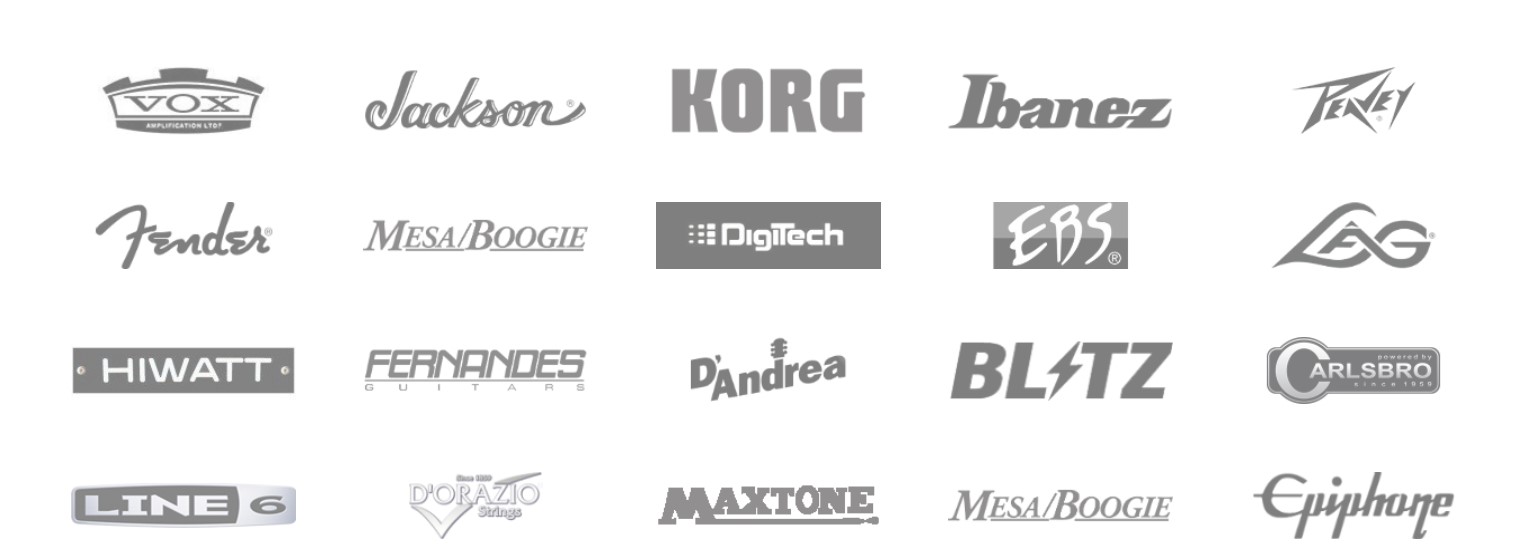 VOX
AMPLIFICATION LTD.
Jackson®
KORG
Ibanez
PEAVEY®
Fender®
MESA/BOOGIE
DigiTech
EBS®
LÂG®
HIWATT
FERNANDES
GUITARS
D'Andrea
BLITZ
powered by
CARLSBRO
since 1959
LINE 6
D'ORAZIO
Strings
MAXTONE
MESA/BOOGIE
Epiphone